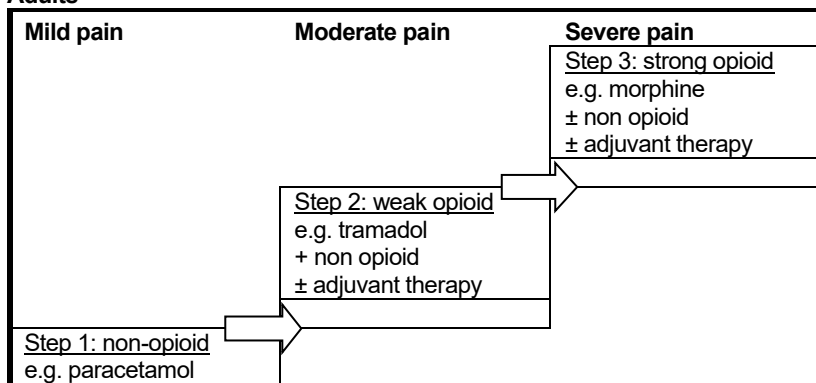 Mild pain
Moderate pain
Severe pain
Step 3: strong opioid
e.g. morphine
± non opioid
± adjuvant therapy
Step 2: weak opioid
e.g. tramadol
+ non opioid
± adjuvant therapy
Step 1: non-opioid
e.g. paracetamol